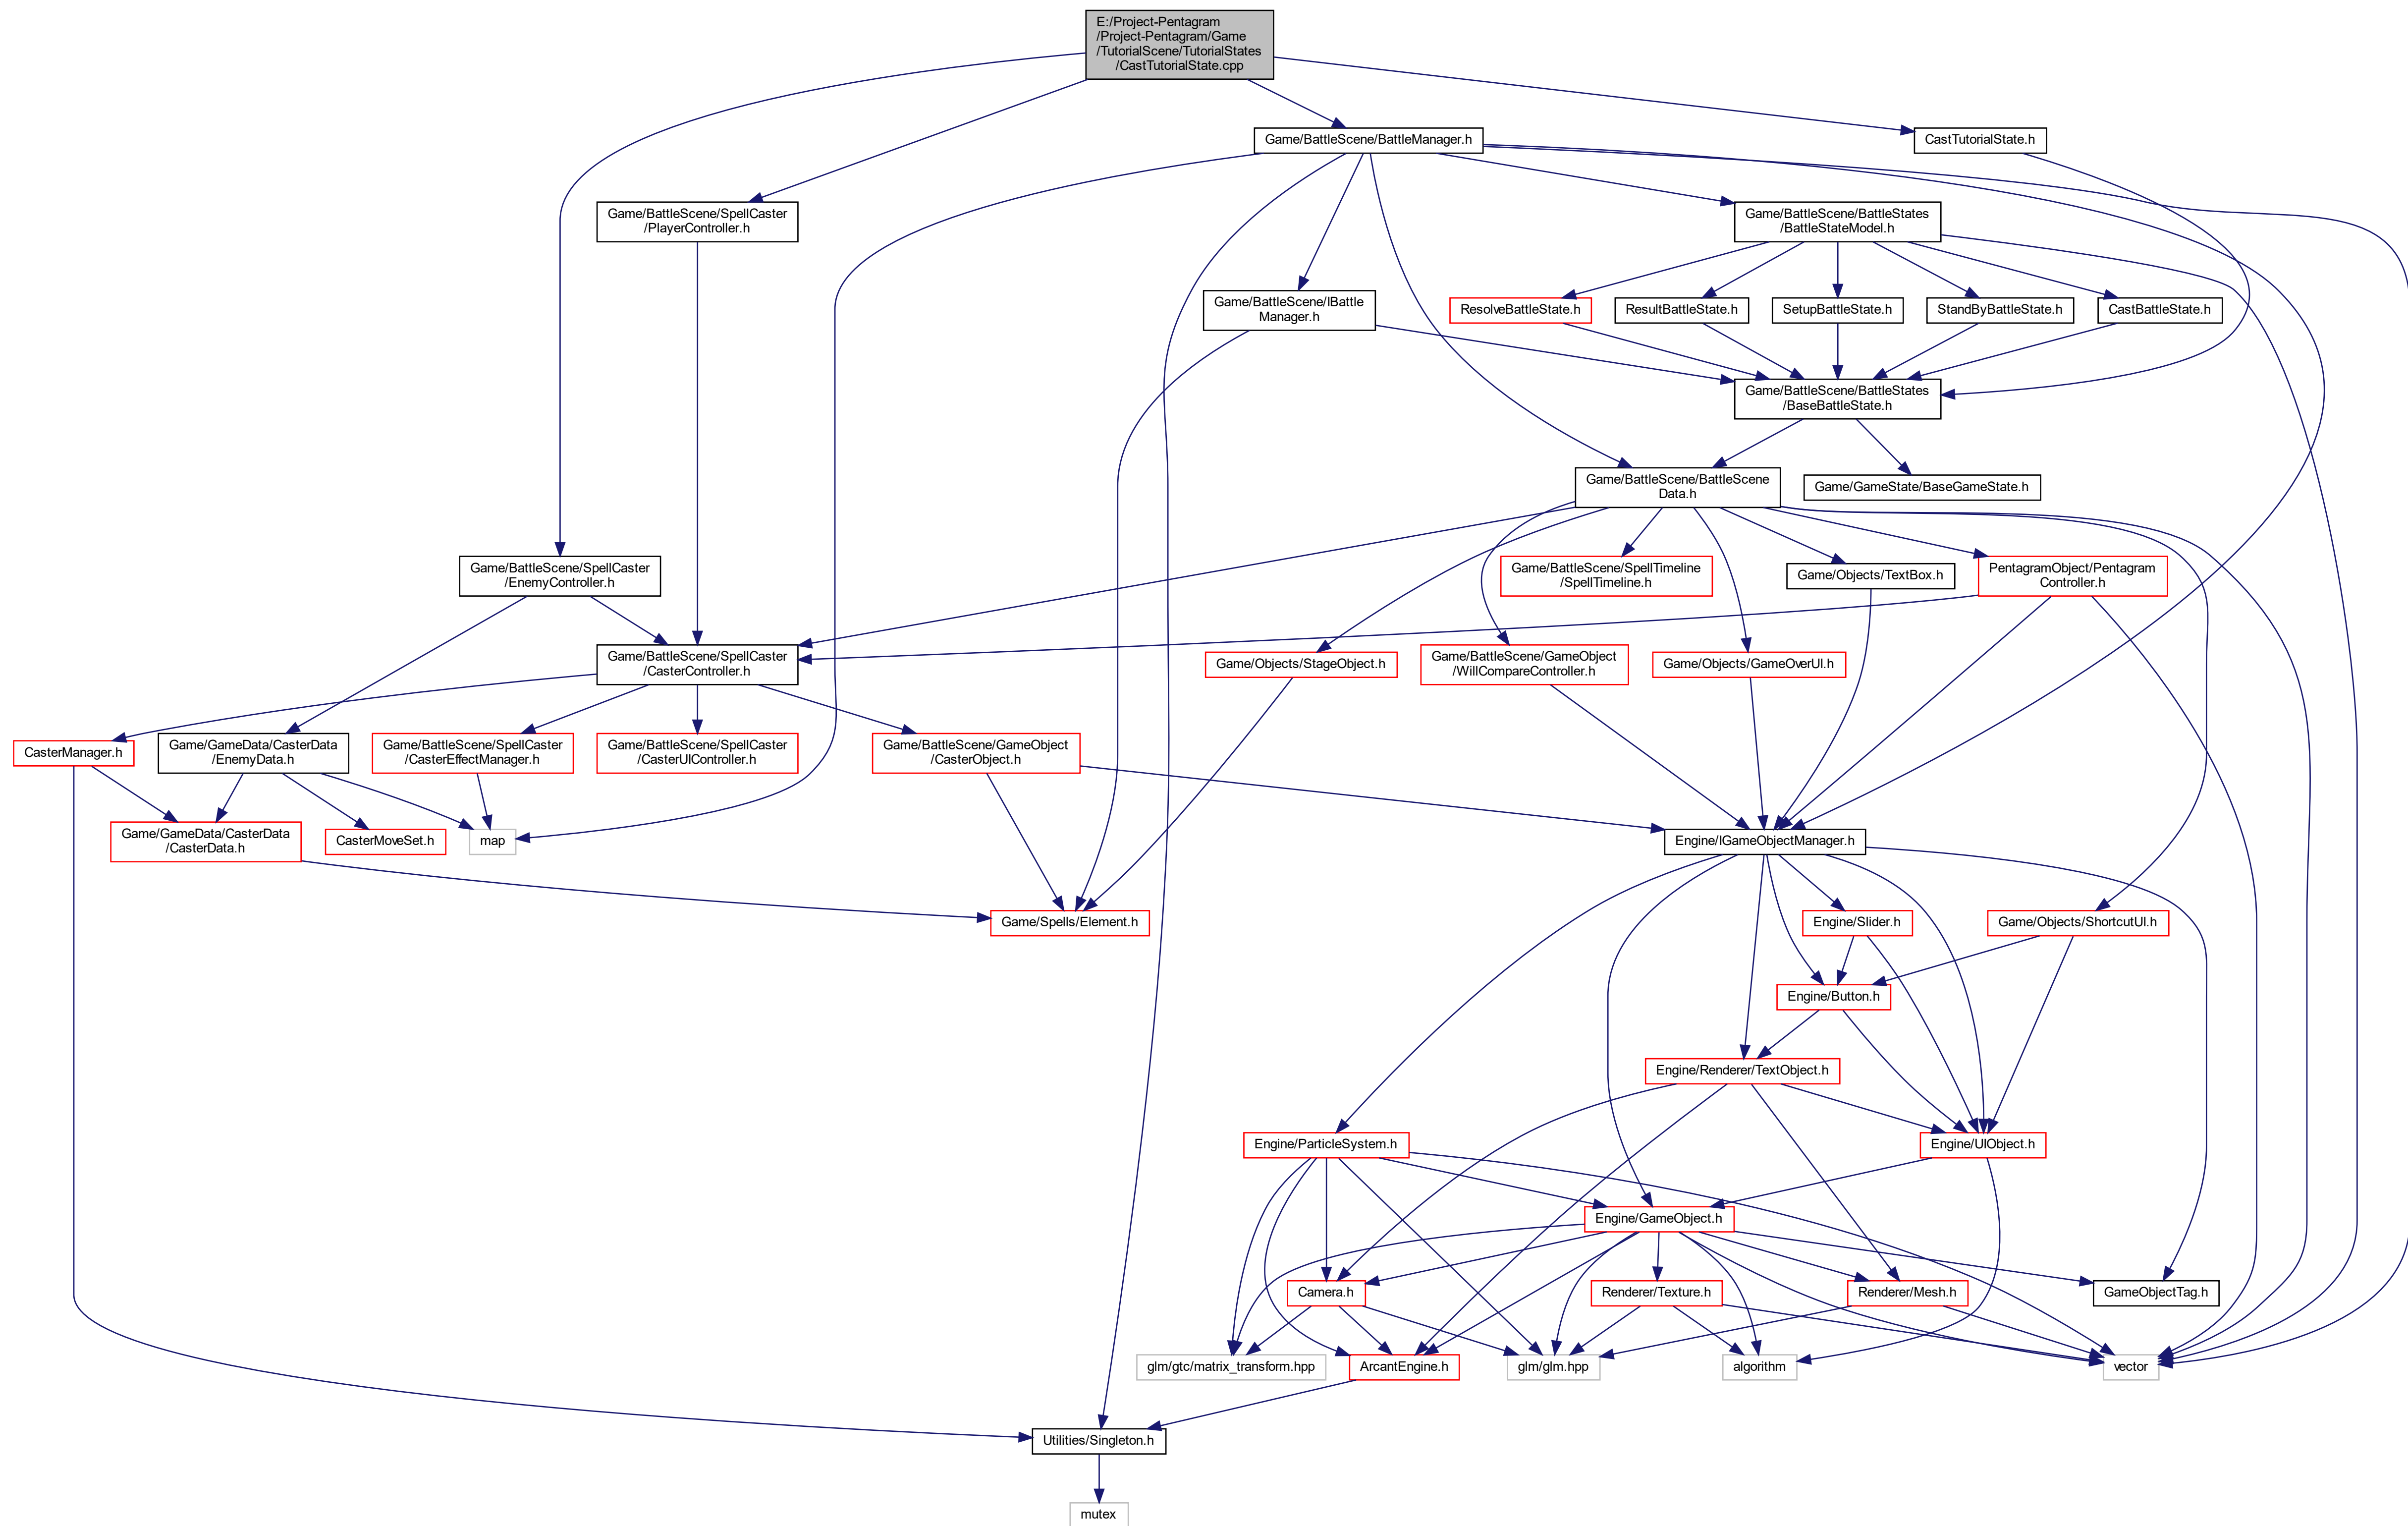 E:/Project-Pentagram
/Project-Pentagram/Game
/TutorialScene/TutorialStates
/CastTutorialState.cpp
Game/BattleScene/BattleManager.h
CastTutorialState.h
Game/BattleScene/SpellCaster
/PlayerController.h
Game/BattleScene/BattleStates
/BattleStateModel.h
Game/BattleScene/IBattle
Manager.h
ResolveBattleState.h
ResultBattleState.h
SetupBattleState.h
StandByBattleState.h
CastBattleState.h
Game/BattleScene/BattleStates
/BaseBattleState.h
Game/BattleScene/BattleScene
Data.h
Game/GameState/BaseGameState.h
Game/BattleScene/SpellCaster
/EnemyController.h
Game/BattleScene/SpellTimeline
/SpellTimeline.h
Game/Objects/TextBox.h
PentagramObject/Pentagram
Controller.h
Game/BattleScene/SpellCaster
/CasterController.h
Game/Objects/StageObject.h
Game/BattleScene/GameObject
/WillCompareController.h
Game/Objects/GameOverUI.h
CasterManager.h
Game/GameData/CasterData
/EnemyData.h
Game/BattleScene/SpellCaster
/CasterEffectManager.h
Game/BattleScene/SpellCaster
/CasterUIController.h
Game/BattleScene/GameObject
/CasterObject.h
Game/GameData/CasterData
/CasterData.h
CasterMoveSet.h
map
Engine/IGameObjectManager.h
Game/Spells/Element.h
Engine/Slider.h
Game/Objects/ShortcutUI.h
Engine/Button.h
Engine/Renderer/TextObject.h
Engine/ParticleSystem.h
Engine/UIObject.h
Engine/GameObject.h
Camera.h
Renderer/Texture.h
Renderer/Mesh.h
GameObjectTag.h
glm/gtc/matrix_transform.hpp
ArcantEngine.h
glm/glm.hpp
algorithm
vector
Utilities/Singleton.h
mutex